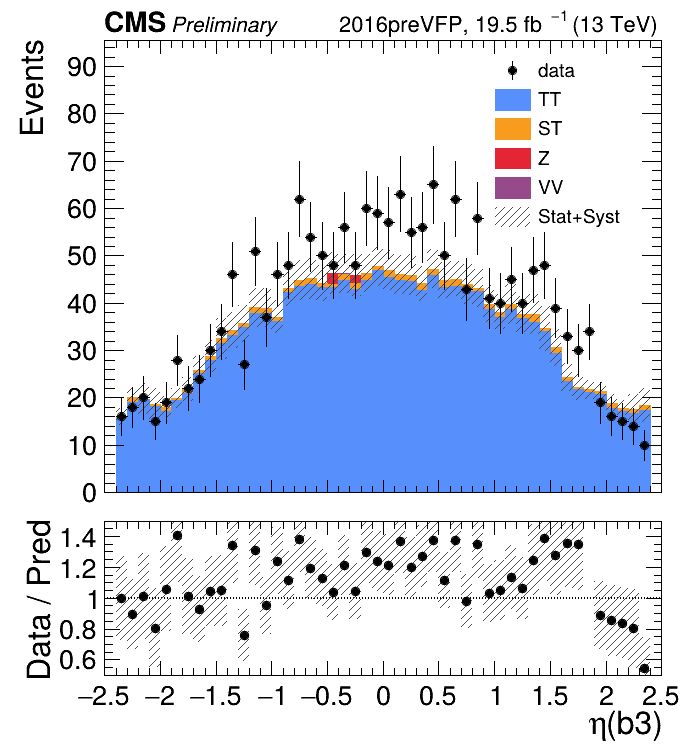 CMS Preliminary 2016preVFP, 19.5 fb⁻¹ (13 TeV)
Events
90
80
70
60
50
40
30
20
10
0
data
TT
ST
Z
VV
Stat+Syst
Data / Pred
1.4
1.2
1
0.8
0.6
−2.5 −2 −1.5 −1 −0.5 0 0.5 1 1.5 2 2.5
η(b3)